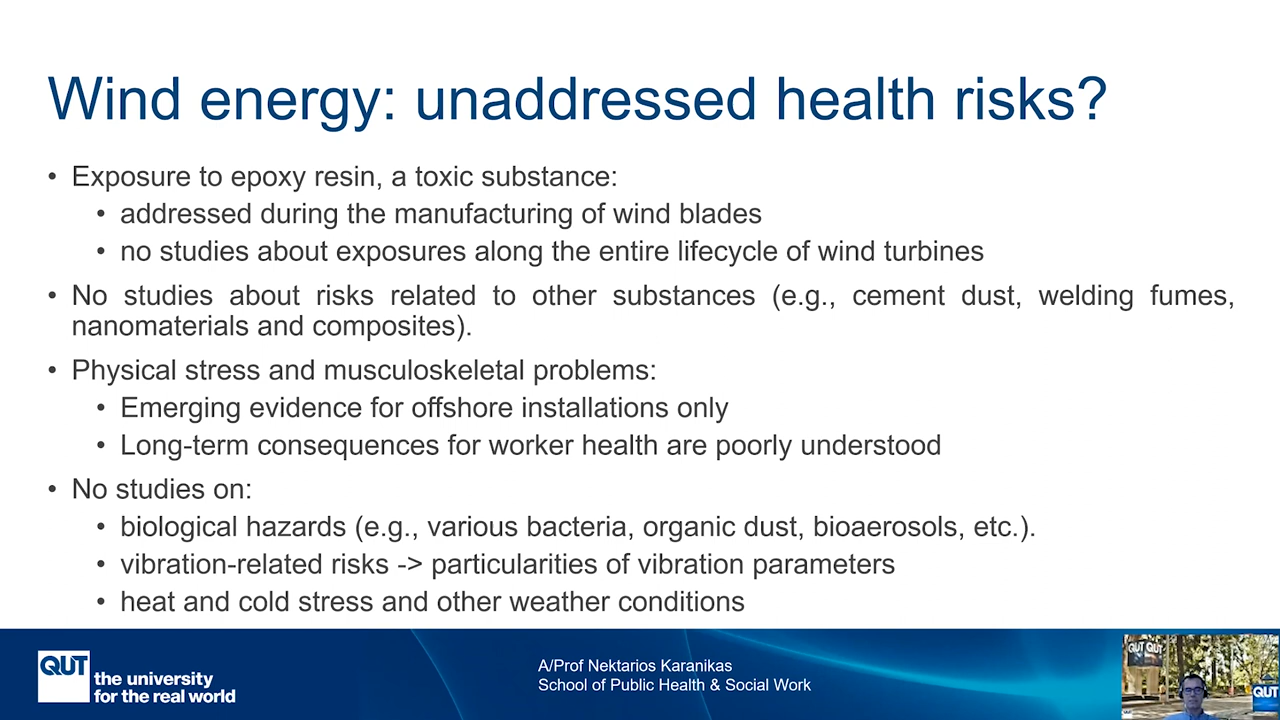 Wind energy: unaddressed health risks?
• Exposure to epoxy resin, a toxic substance:
• addressed during the manufacturing of wind blades
• no studies about exposures along the entire lifecycle of wind turbines
• No studies about risks related to other substances (e.g., cement dust, welding fumes,
nanomaterials and composites).
• Physical stress and musculoskeletal problems:
• Emerging evidence for offshore installations only
• Long-term consequences for worker health are poorly understood
• No studies on:
• biological hazards (e.g., various bacteria, organic dust, bioaerosols, etc.).
• vibration-related risks -> particularities of vibration parameters
• heat and cold stress and other weather conditions
QUT
the university
for the real world
A/Prof Nektarios Karanikas
School of Public Health & Social Work
QUT QUT
QUT